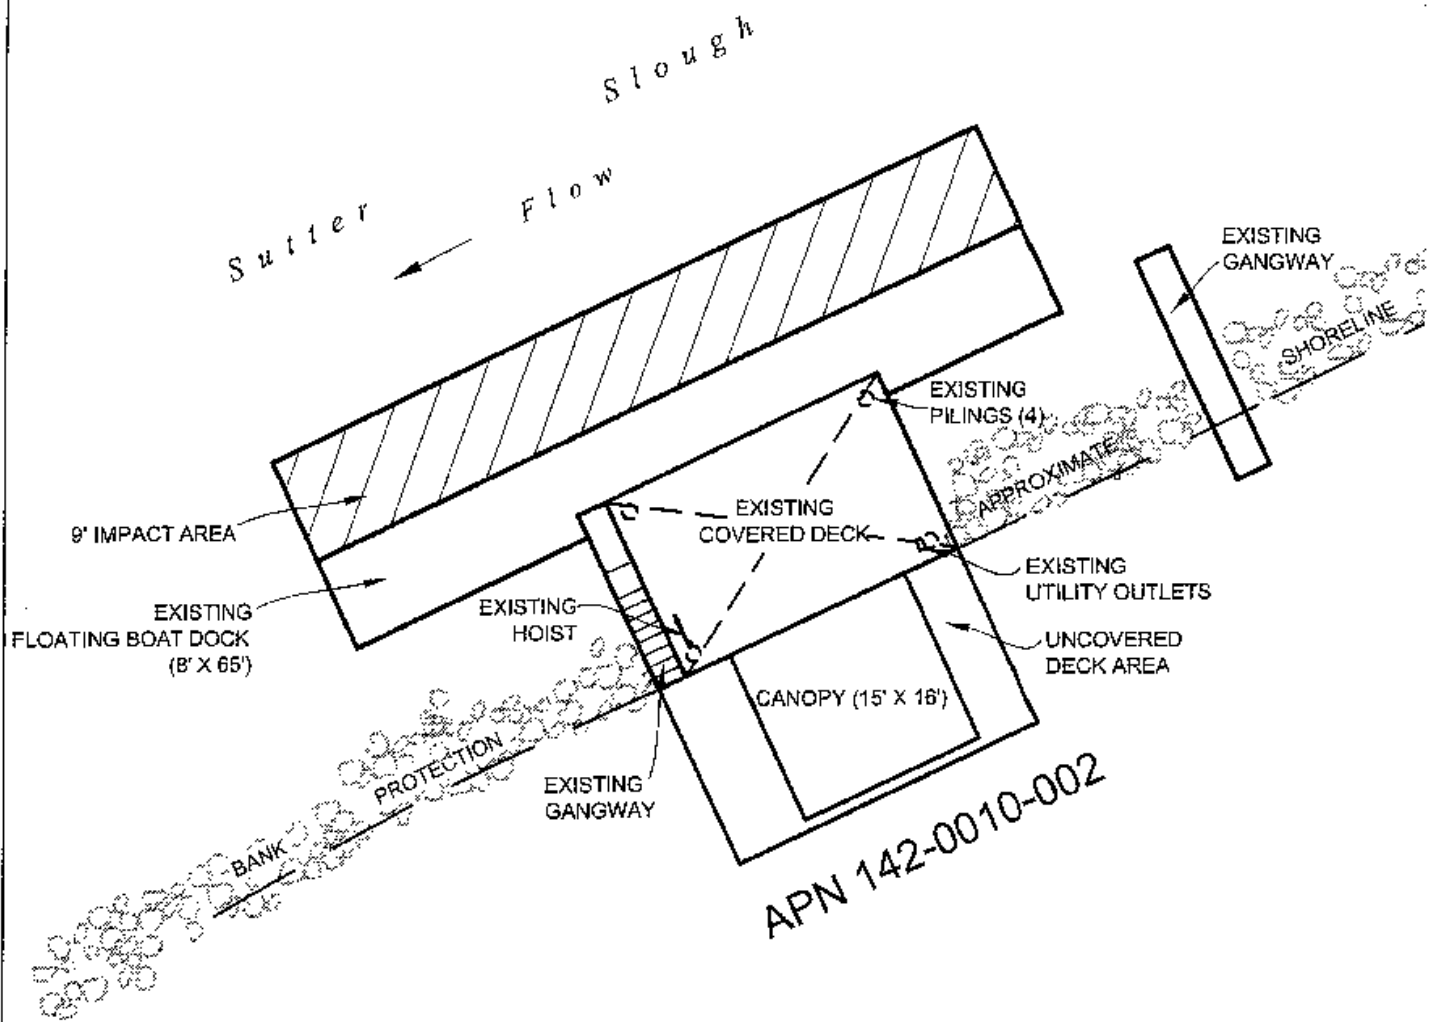 Sutter Slough
Flow
EXISTING
GANGWAY
SHORELINE
EXISTING
PILINGS (4)
APPROXIMATE
9' IMPACT AREA
EXISTING
COVERED DECK
EXISTING
UTILITY OUTLETS
EXISTING
FLOATING BOAT DOCK
(8' X 65')
EXISTING
HOIST
UNCOVERED
DECK AREA
CANOPY (15' X 16')
PROTECTION
EXISTING
GANGWAY
BANK
APN 142-0010-002